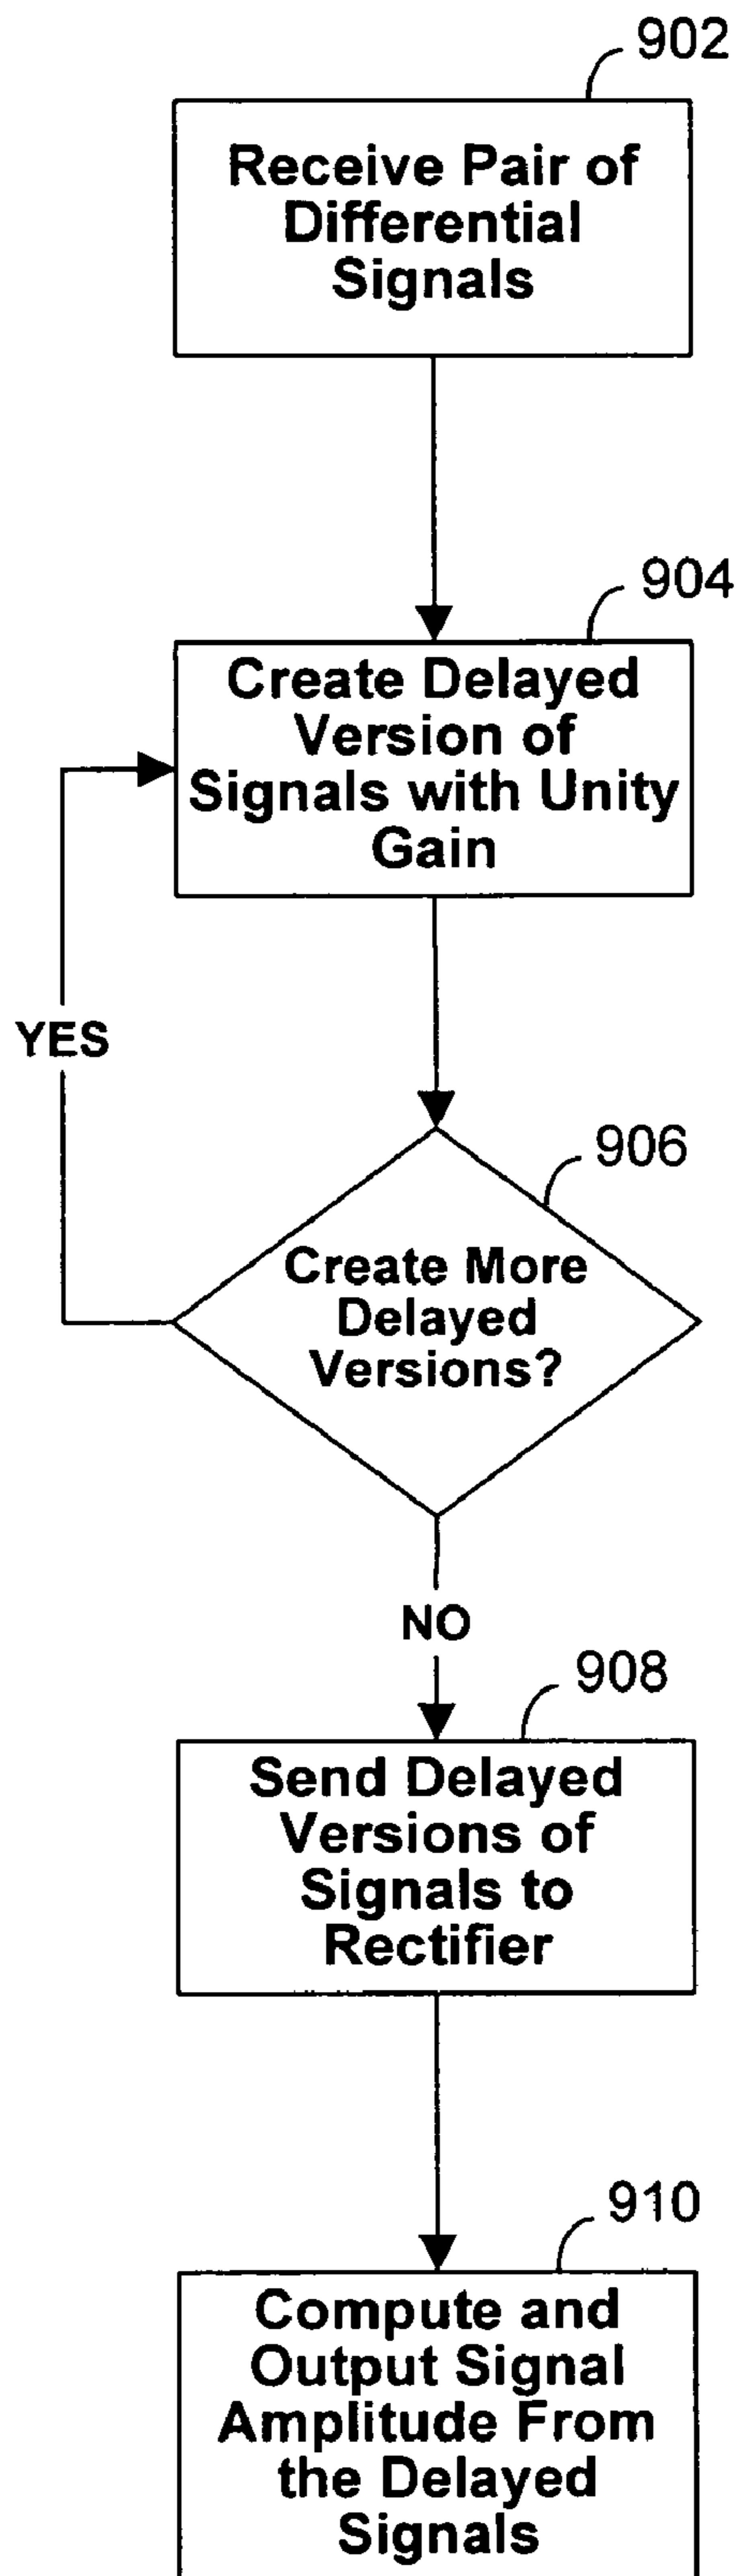 902
Receive Pair of
Differential
Signals
904
Create Delayed
Version of
Signals with Unity
Gain
YES
906
Create More
Delayed
Versions?
NO
908
Send Delayed
Versions of
Signals to
Rectifier
910
Compute and
Output Signal
Amplitude From
the Delayed
Signals